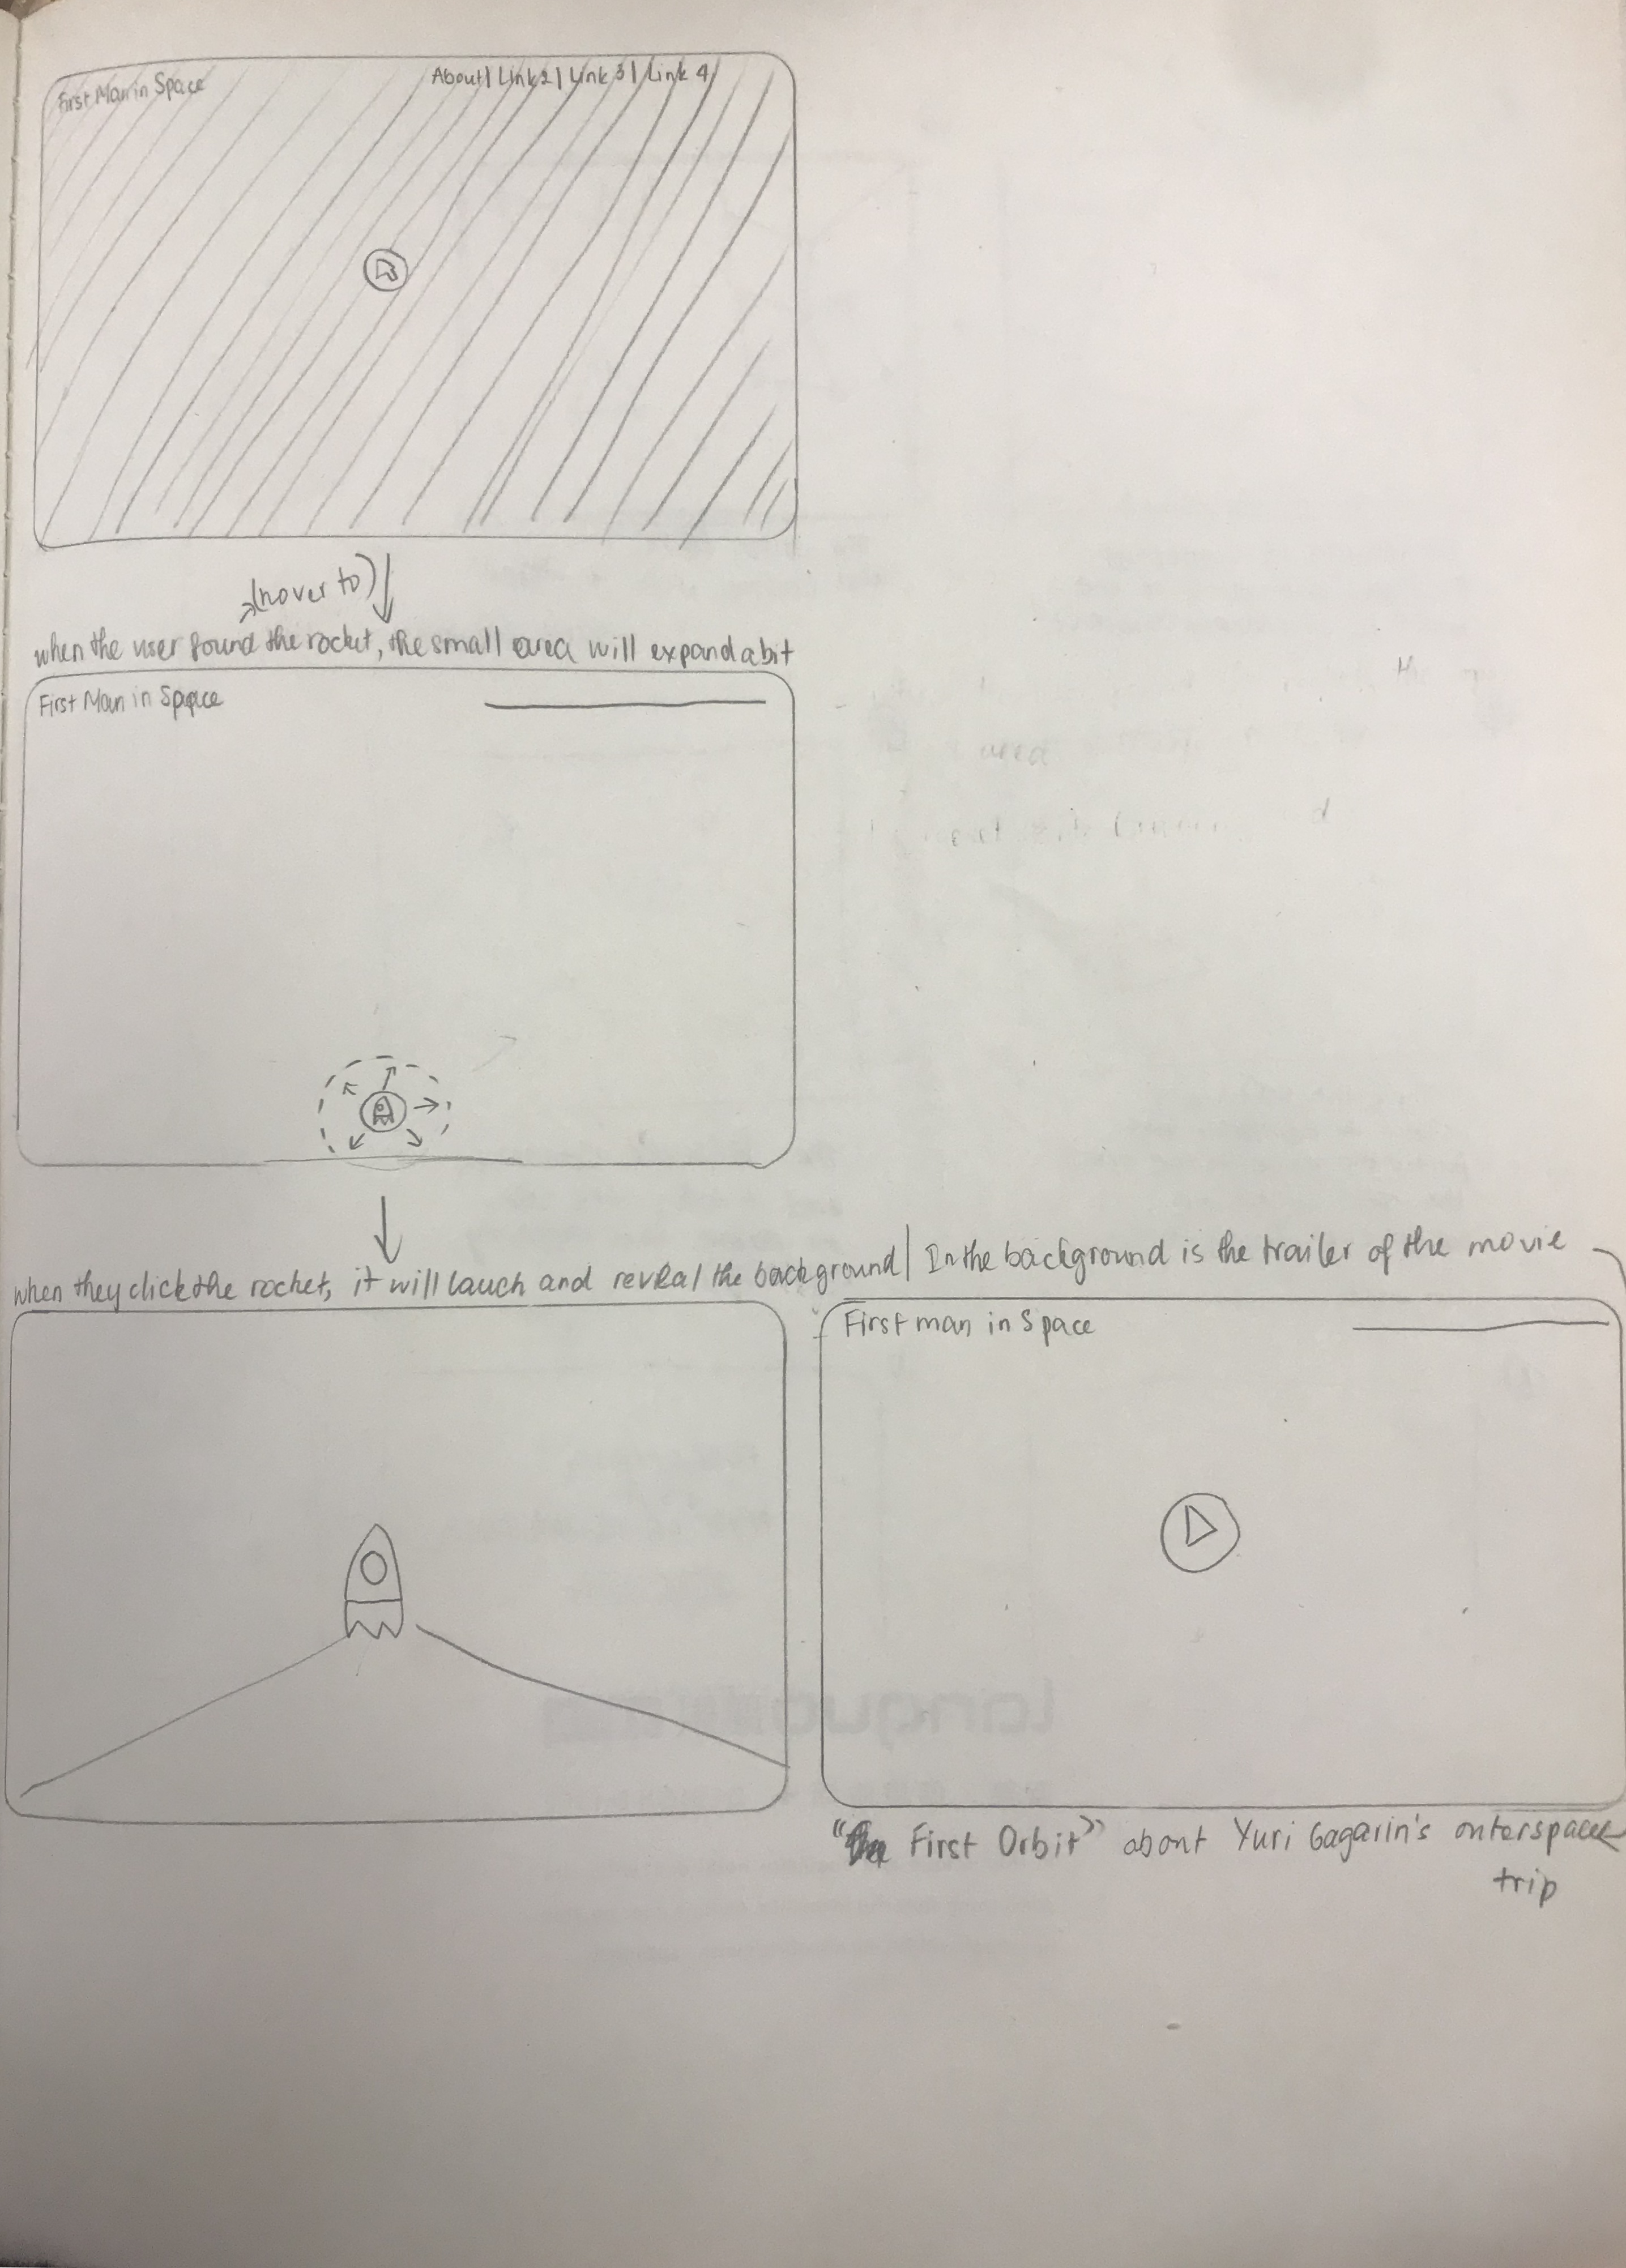 First Man in Space
About | Link 2 | Link 3 | Link 4
(hover to)
when the user found the rocket, the small area will expand a bit
First Man in Space
when they click the rocket, it will lauch and reveal the background | In the background is the trailer of the movie
First man in Space
"First Orbit" about Yuri Gagarin's outerspace
trip